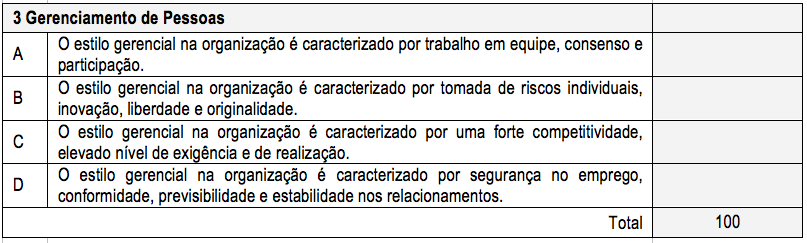 3 Gerenciamento de Pessoas
A O estilo gerencial na organização é caracterizado por trabalho em equipe, consenso e
participação.
B O estilo gerencial na organização é caracterizado por tomada de riscos individuais,
inovação, liberdade e originalidade.
C O estilo gerencial na organização é caracterizado por uma forte competitividade,
elevado nível de exigência e de realização.
D O estilo gerencial na organização é caracterizado por segurança no emprego,
conformidade, previsibilidade e estabilidade nos relacionamentos.
Total 100